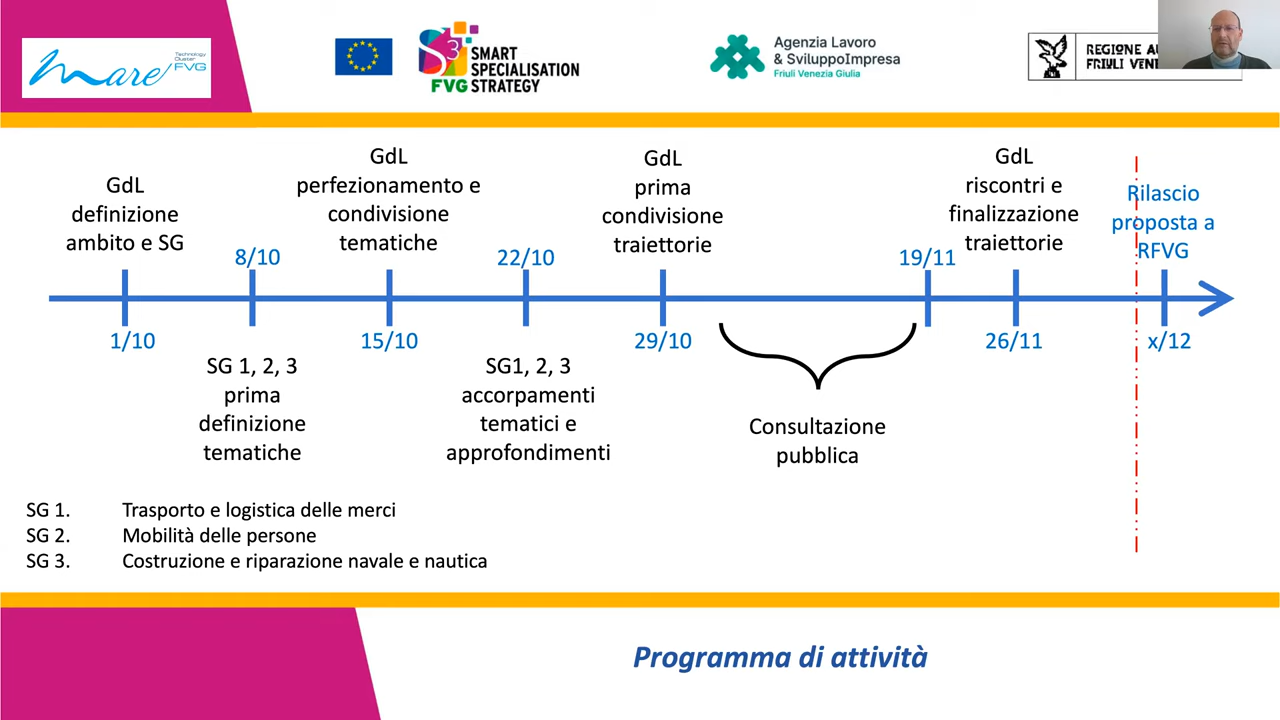 mare
Technology
Cluster
FVG
S3
SMART
SPECIALISATION
FVG STRATEGY
Agenzia Lavoro
& SviluppoImpresa
Friuli Venezia Giulia
REGIONE AU
FRIULI VENE
GdL
definizione
ambito e SG
GdL
perfezionamento e
condivisione
tematiche
GdL
prima
condivisione
traiettorie
GdL
riscontri e
finalizzazione
traiettorie
Rilascio
proposta a
RFVG
8/10
22/10
19/11
1/10
15/10
29/10
26/11
x/12
SG 1, 2, 3
prima
definizione
tematiche
SG1, 2, 3
accorpamenti
tematici e
approfondimenti
Consultazione
pubblica
SG 1. Trasporto e logistica delle merci
SG 2. Mobilità delle persone
SG 3. Costruzione e riparazione navale e nautica
Programma di attività